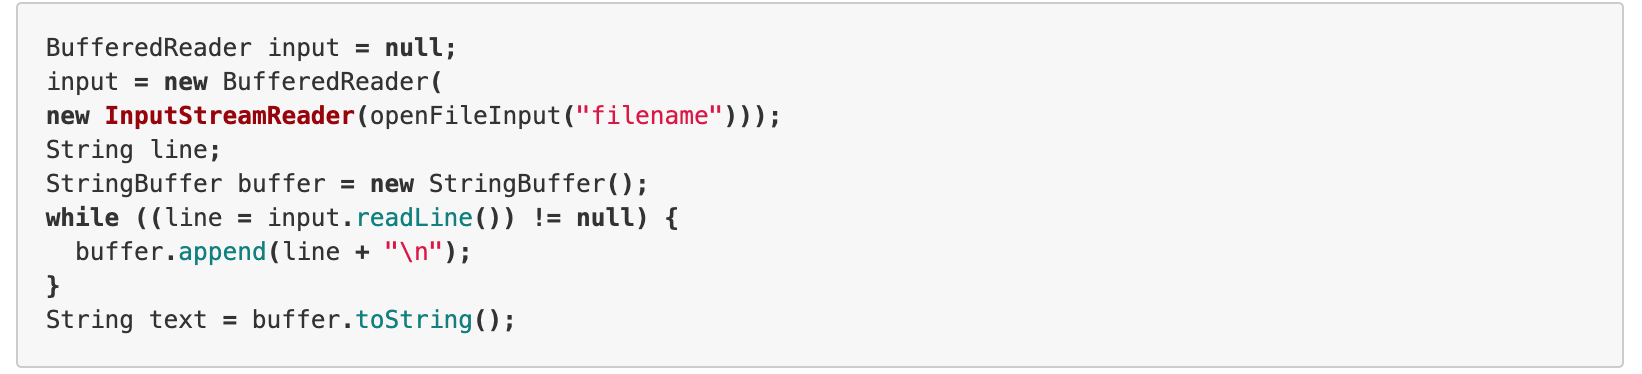 BufferedReader input = null;
input = new BufferedReader(
new InputStreamReader(openFileInput("filename")));
String line;
StringBuffer buffer = new StringBuffer();
while ((line = input.readLine()) != null) {
  buffer.append(line + "\n");
}
String text = buffer.toString();